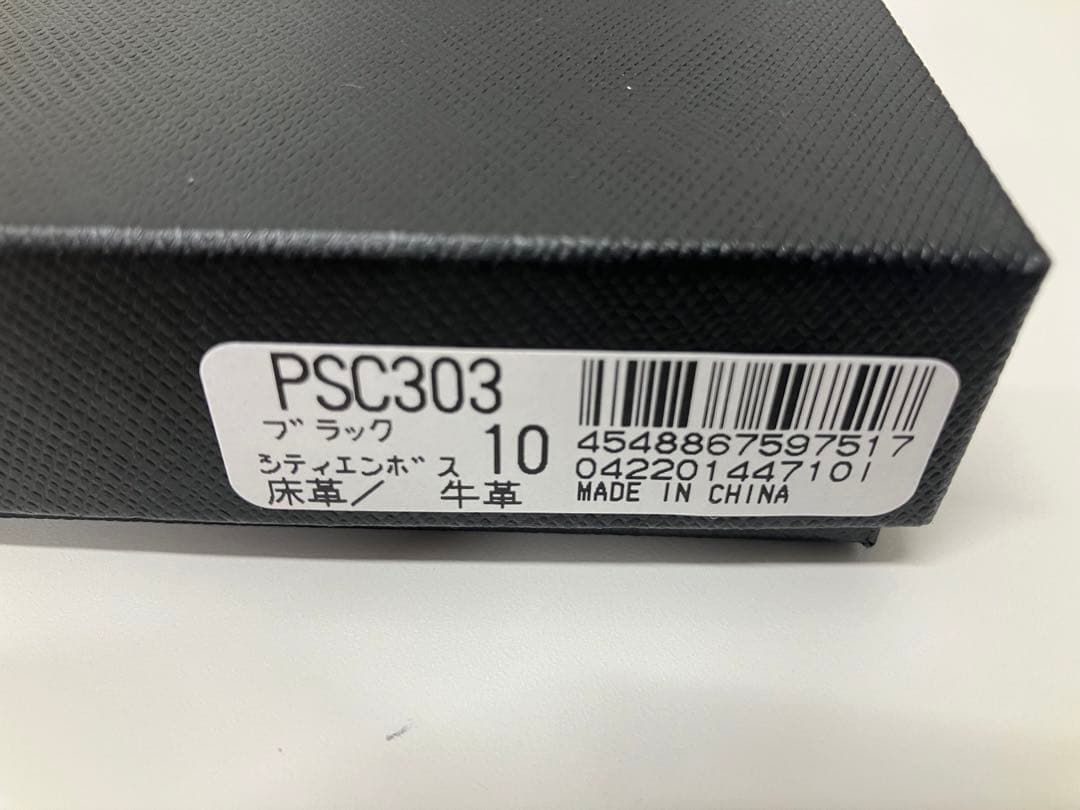 PSC303
ブラック 10
シティエンボス
床革/ 牛革
4548867597517
042201447101
MADE IN CHINA